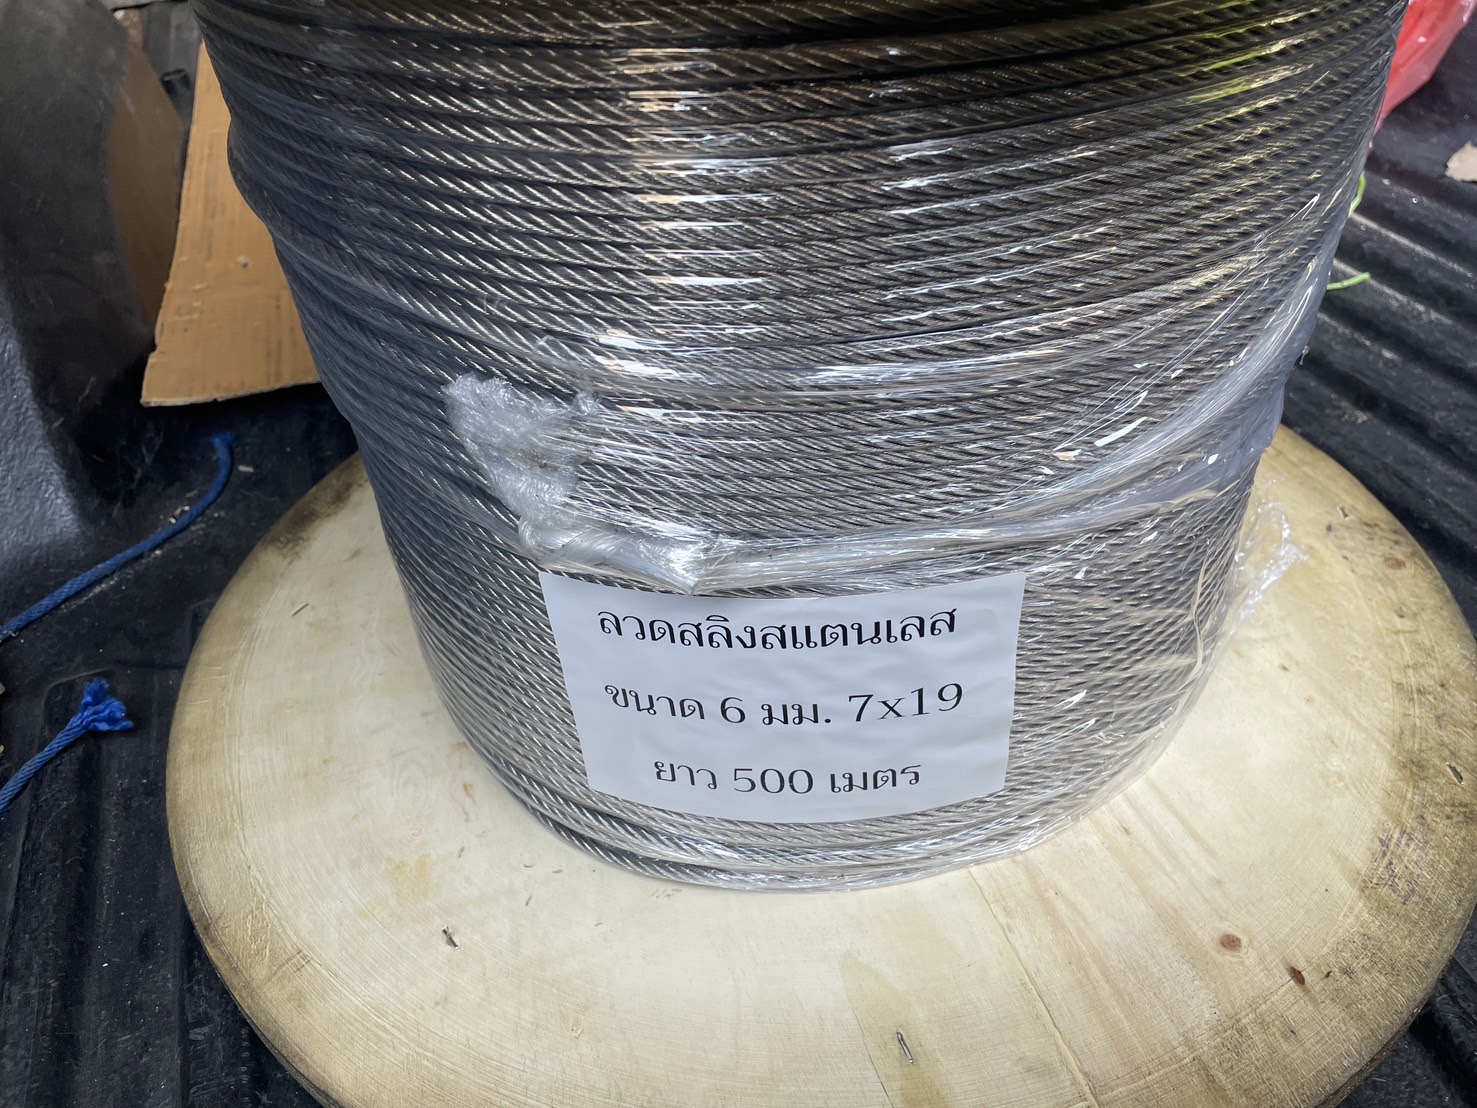 ลวดสลิงสแตนเลส
ขนาด 6 มม. 7x19
ยาว 500 เมตร